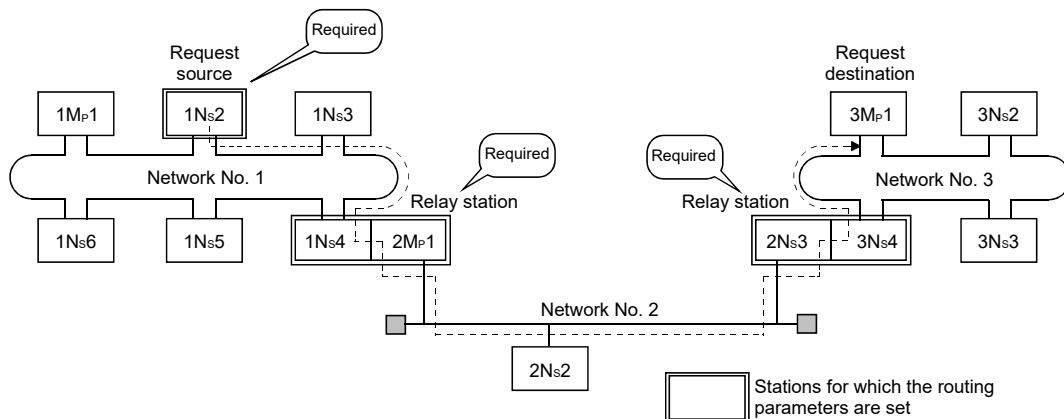 Required
Request
source
Request
destination
1MP1
1NS2
1NS3
3MP1
3NS2
Required
Required
Network No. 1
Network No. 3
Relay station
Relay station
1NS6
1NS5
1NS4
2MP1
2NS3
3NS4
3NS3
Network No. 2
2NS2
Stations for which the routing
parameters are set